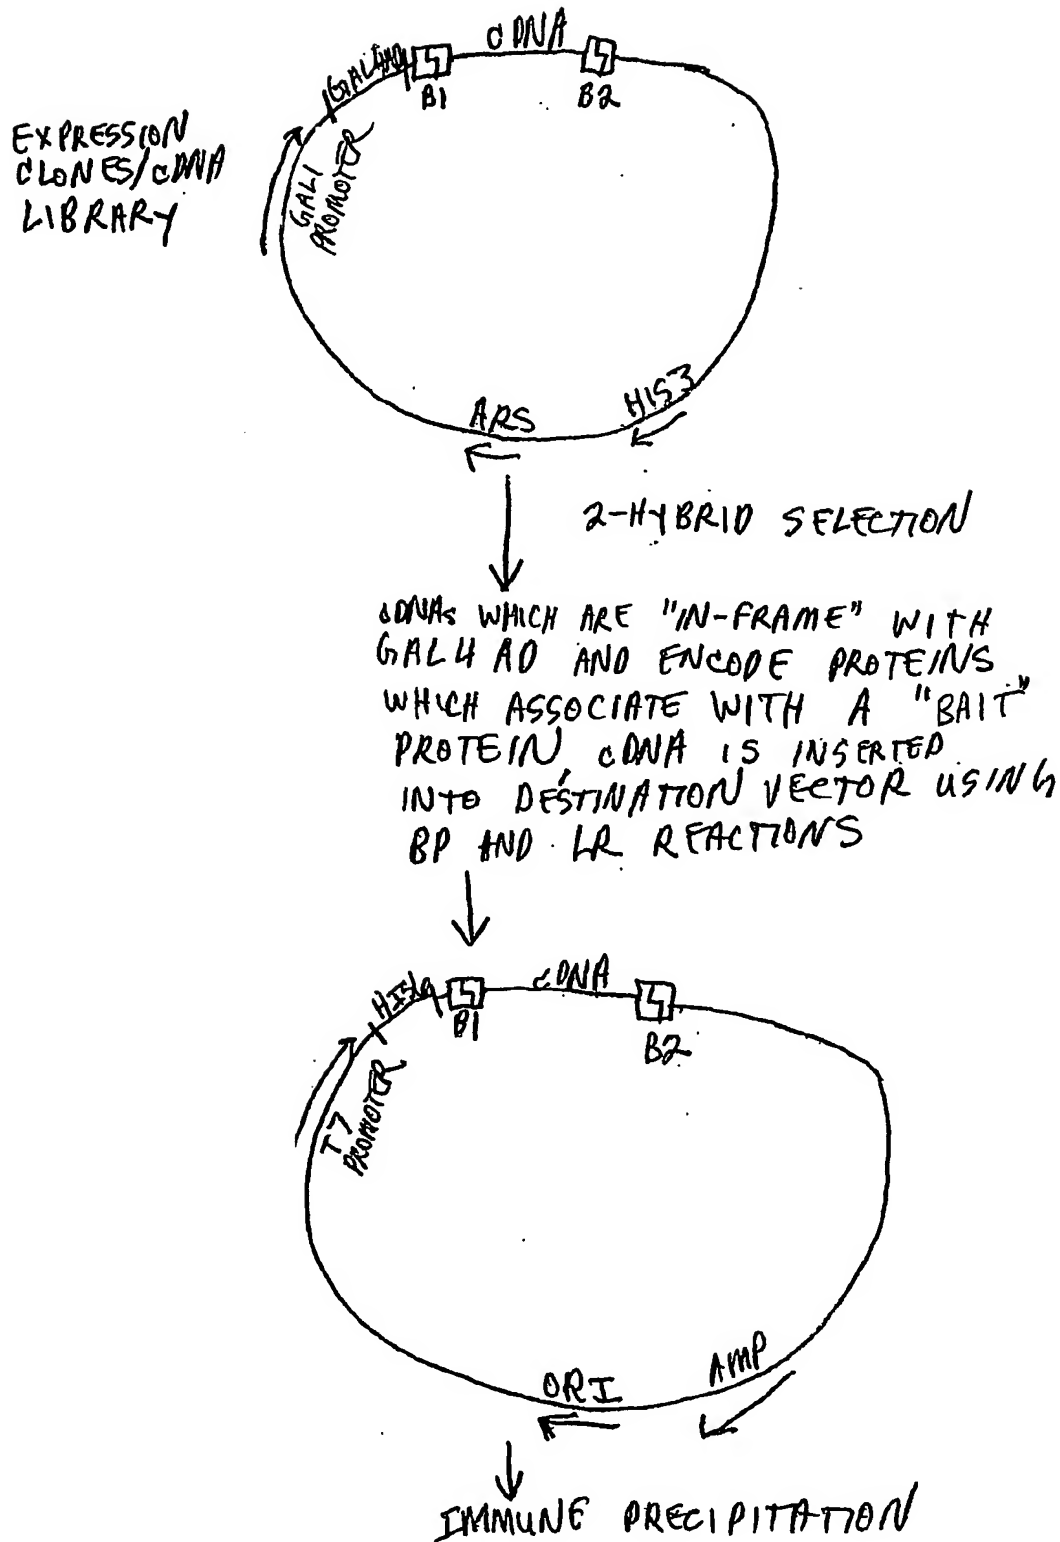 cDNA
GAL4AD
B1
B2
EXPRESSION
CLONES/cDNA
LIBRARY
GAL1
PROMOTER
ARS
HIS3
2-HYBRID SELECTION
cDNAs WHICH ARE "IN-FRAME" WITH
GAL4 AD AND ENCODE PROTEINS
WHICH ASSOCIATE WITH A "BAIT"
PROTEIN, cDNA IS INSERTED
INTO DESTINATION VECTOR USING
BP AND LR REACTIONS
cDNA
B1
B2
T7
PROMOTER
ORI
AMP
IMMUNE PRECIPITATION